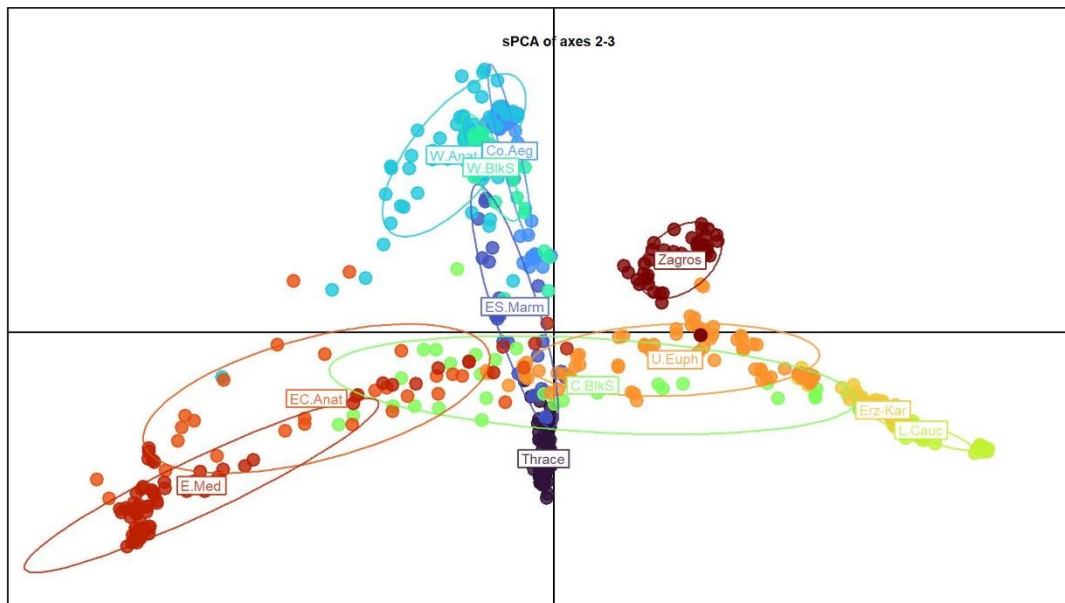 sPCA of axes 2-3
W.Anat
Co.Aeg
W.BlkS
Zagros
ES.Marm
U.Euph
C.BlkS
EC.Anat
Erz-Kar
L.Cauc
Thrace
E.Med